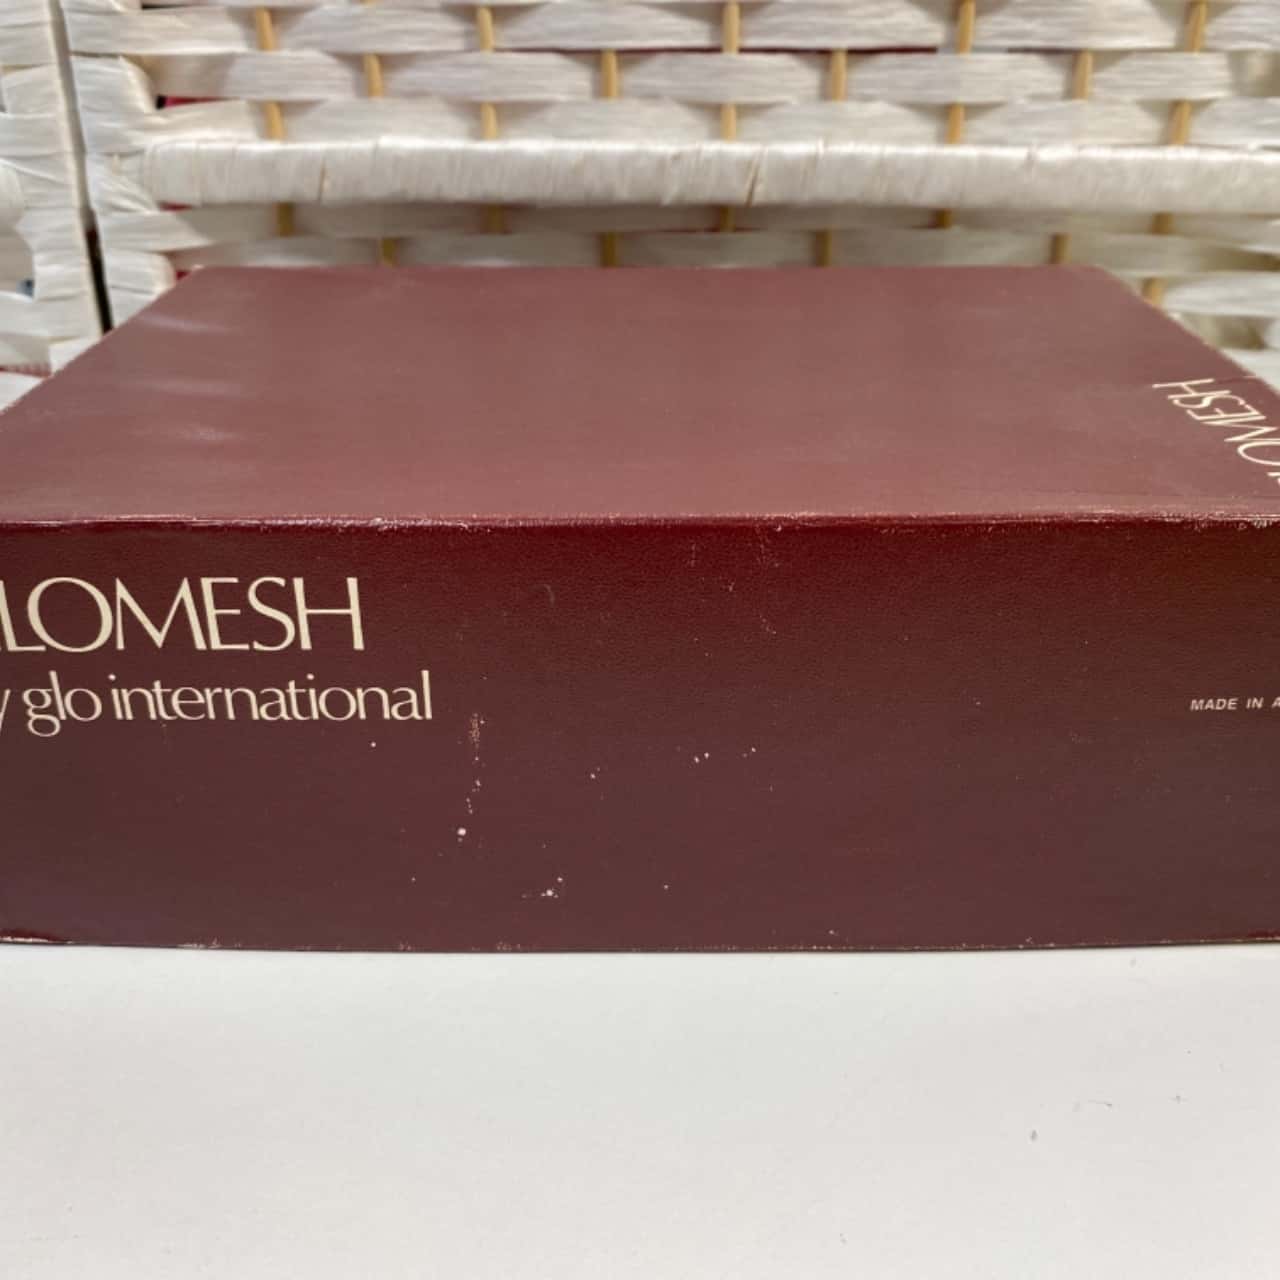 LOMESH
y glo international
MADE IN A
OMESH